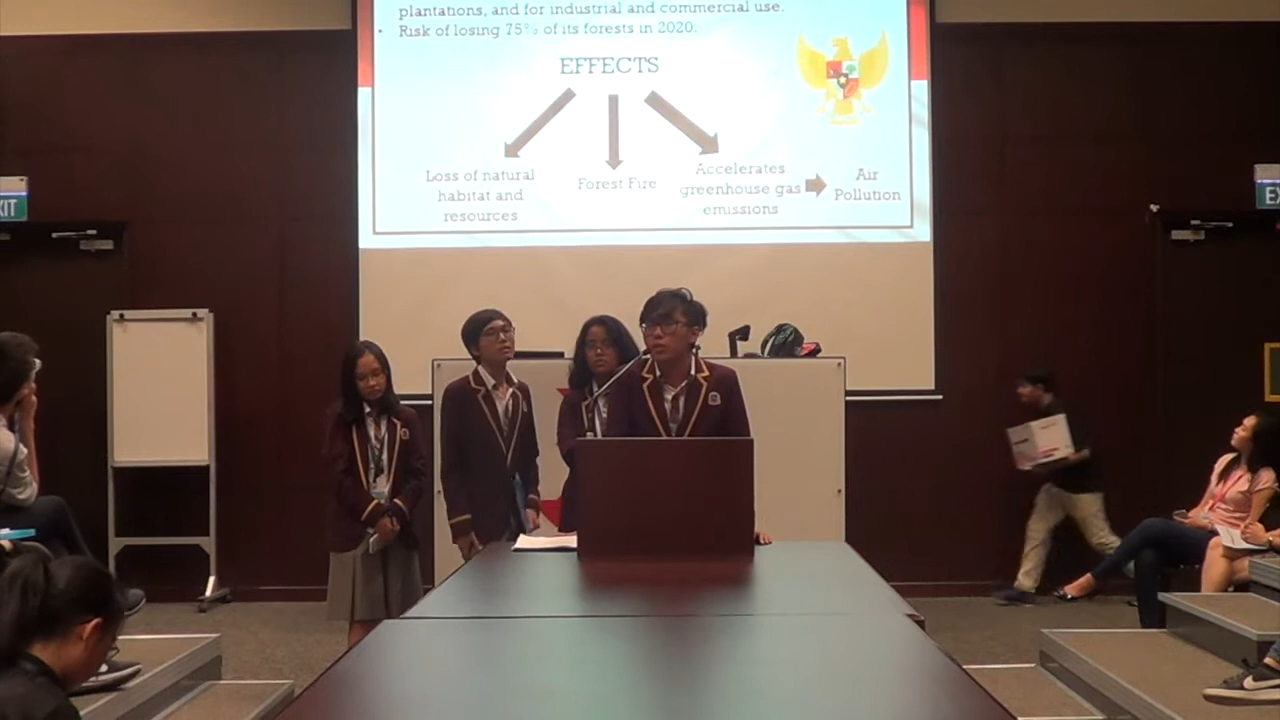 plantations, and for industrial and commercial use.
• Risk of losing 75% of its forests in 2020.
EFFECTS
Loss of natural
habitat and
resources
Forest Fire
Accelerates
greenhouse gas
emissions
Air
Pollution
XIT
EX